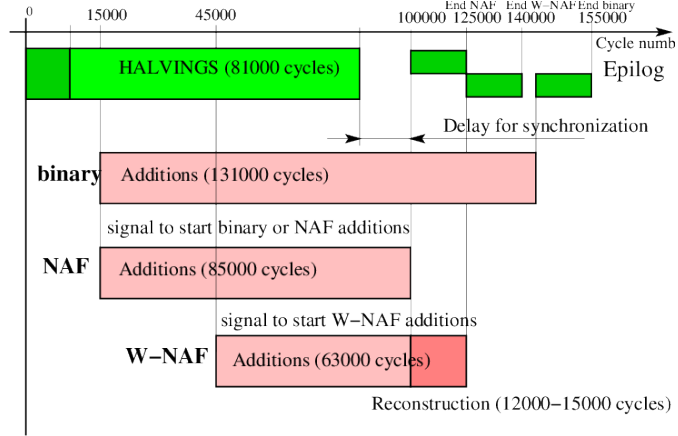 0 15000 45000 100000 125000 140000 155000
End NAF End W−NAF End binary
Cycle numb
HALVINGS (81000 cycles)
Epilog
Delay for synchronization
binary Additions (131000 cycles)
signal to start binary or NAF additions
NAF Additions (85000 cycles)
signal to start W−NAF additions
W−NAF Additions (63000 cycles)
Reconstruction (12000−15000 cycles)